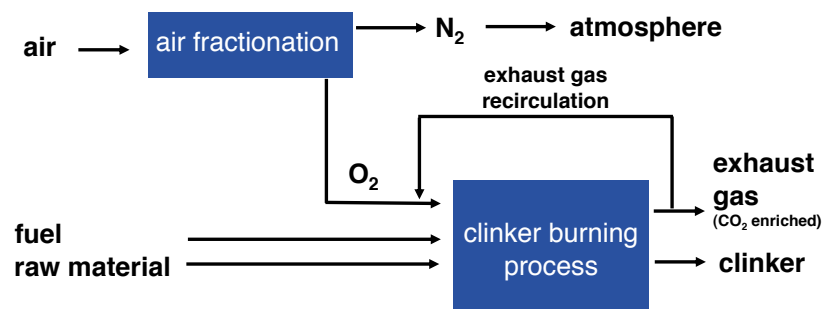 air
air fractionation
N₂
atmosphere
exhaust gas
recirculation
O₂
exhaust
gas
(CO₂ enriched)
fuel
raw material
clinker burning
process
clinker